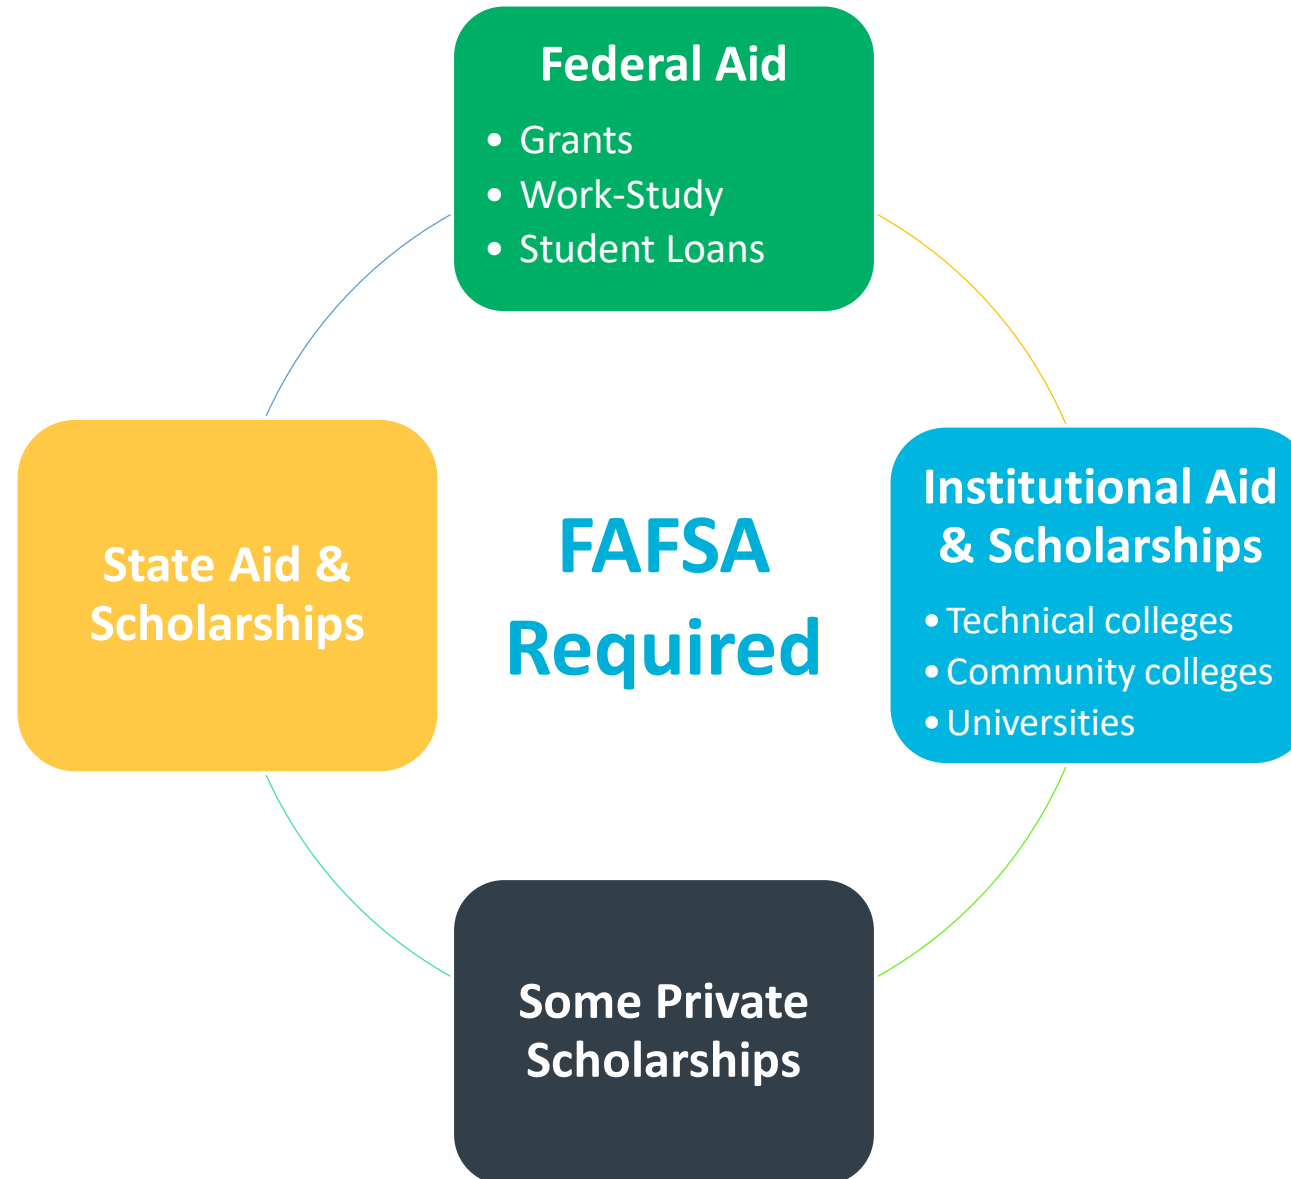 Federal Aid
• Grants
• Work-Study
• Student Loans
Institutional Aid
& Scholarships
• Technical colleges
• Community colleges
• Universities
Some Private
Scholarships
State Aid &
Scholarships
FAFSA
Required